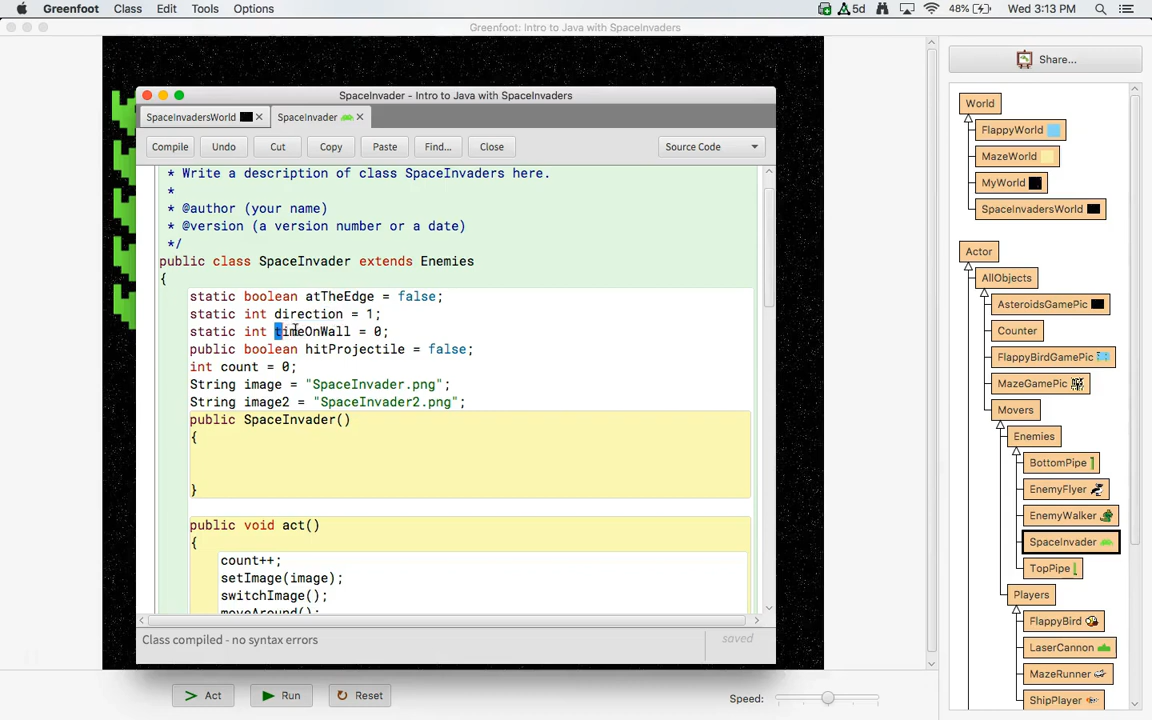 Greenfoot Class Edit Tools Options 5d 48% Wed 3:13 PM
Greenfoot: Intro to Java with SpaceInvaders
SpaceInvader - Intro to Java with SpaceInvaders
SpaceInvadersWorld SpaceInvader
Compile Undo Cut Copy Paste Find... Close Source Code
* Write a description of class SpaceInvaders here.
*
* @author (your name)
* @version (a version number or a date)
*/
public class SpaceInvader extends Enemies
{
static boolean atTheEdge = false;
static int direction = 1;
static int timeOnWall = 0;
public boolean hitProjectile = false;
int count = 0;
String image = "SpaceInvader.png";
String image2 = "SpaceInvader2.png";
public SpaceInvader()
{
}
public void act()
{
count++;
setImage(image);
switchImage();
moveAround();
Class compiled - no syntax errors
saved
Act Run Reset
Speed:
Share...
World
FlappyWorld
MazeWorld
MyWorld
SpaceInvadersWorld
Actor
AllObjects
AsteroidsGamePic
Counter
FlappyBirdGamePic
MazeGamePic
Movers
Enemies
BottomPipe
EnemyFlyer
EnemyWalker
SpaceInvader
TopPipe
Players
FlappyBird
LaserCannon
MazeRunner
ShipPlayer